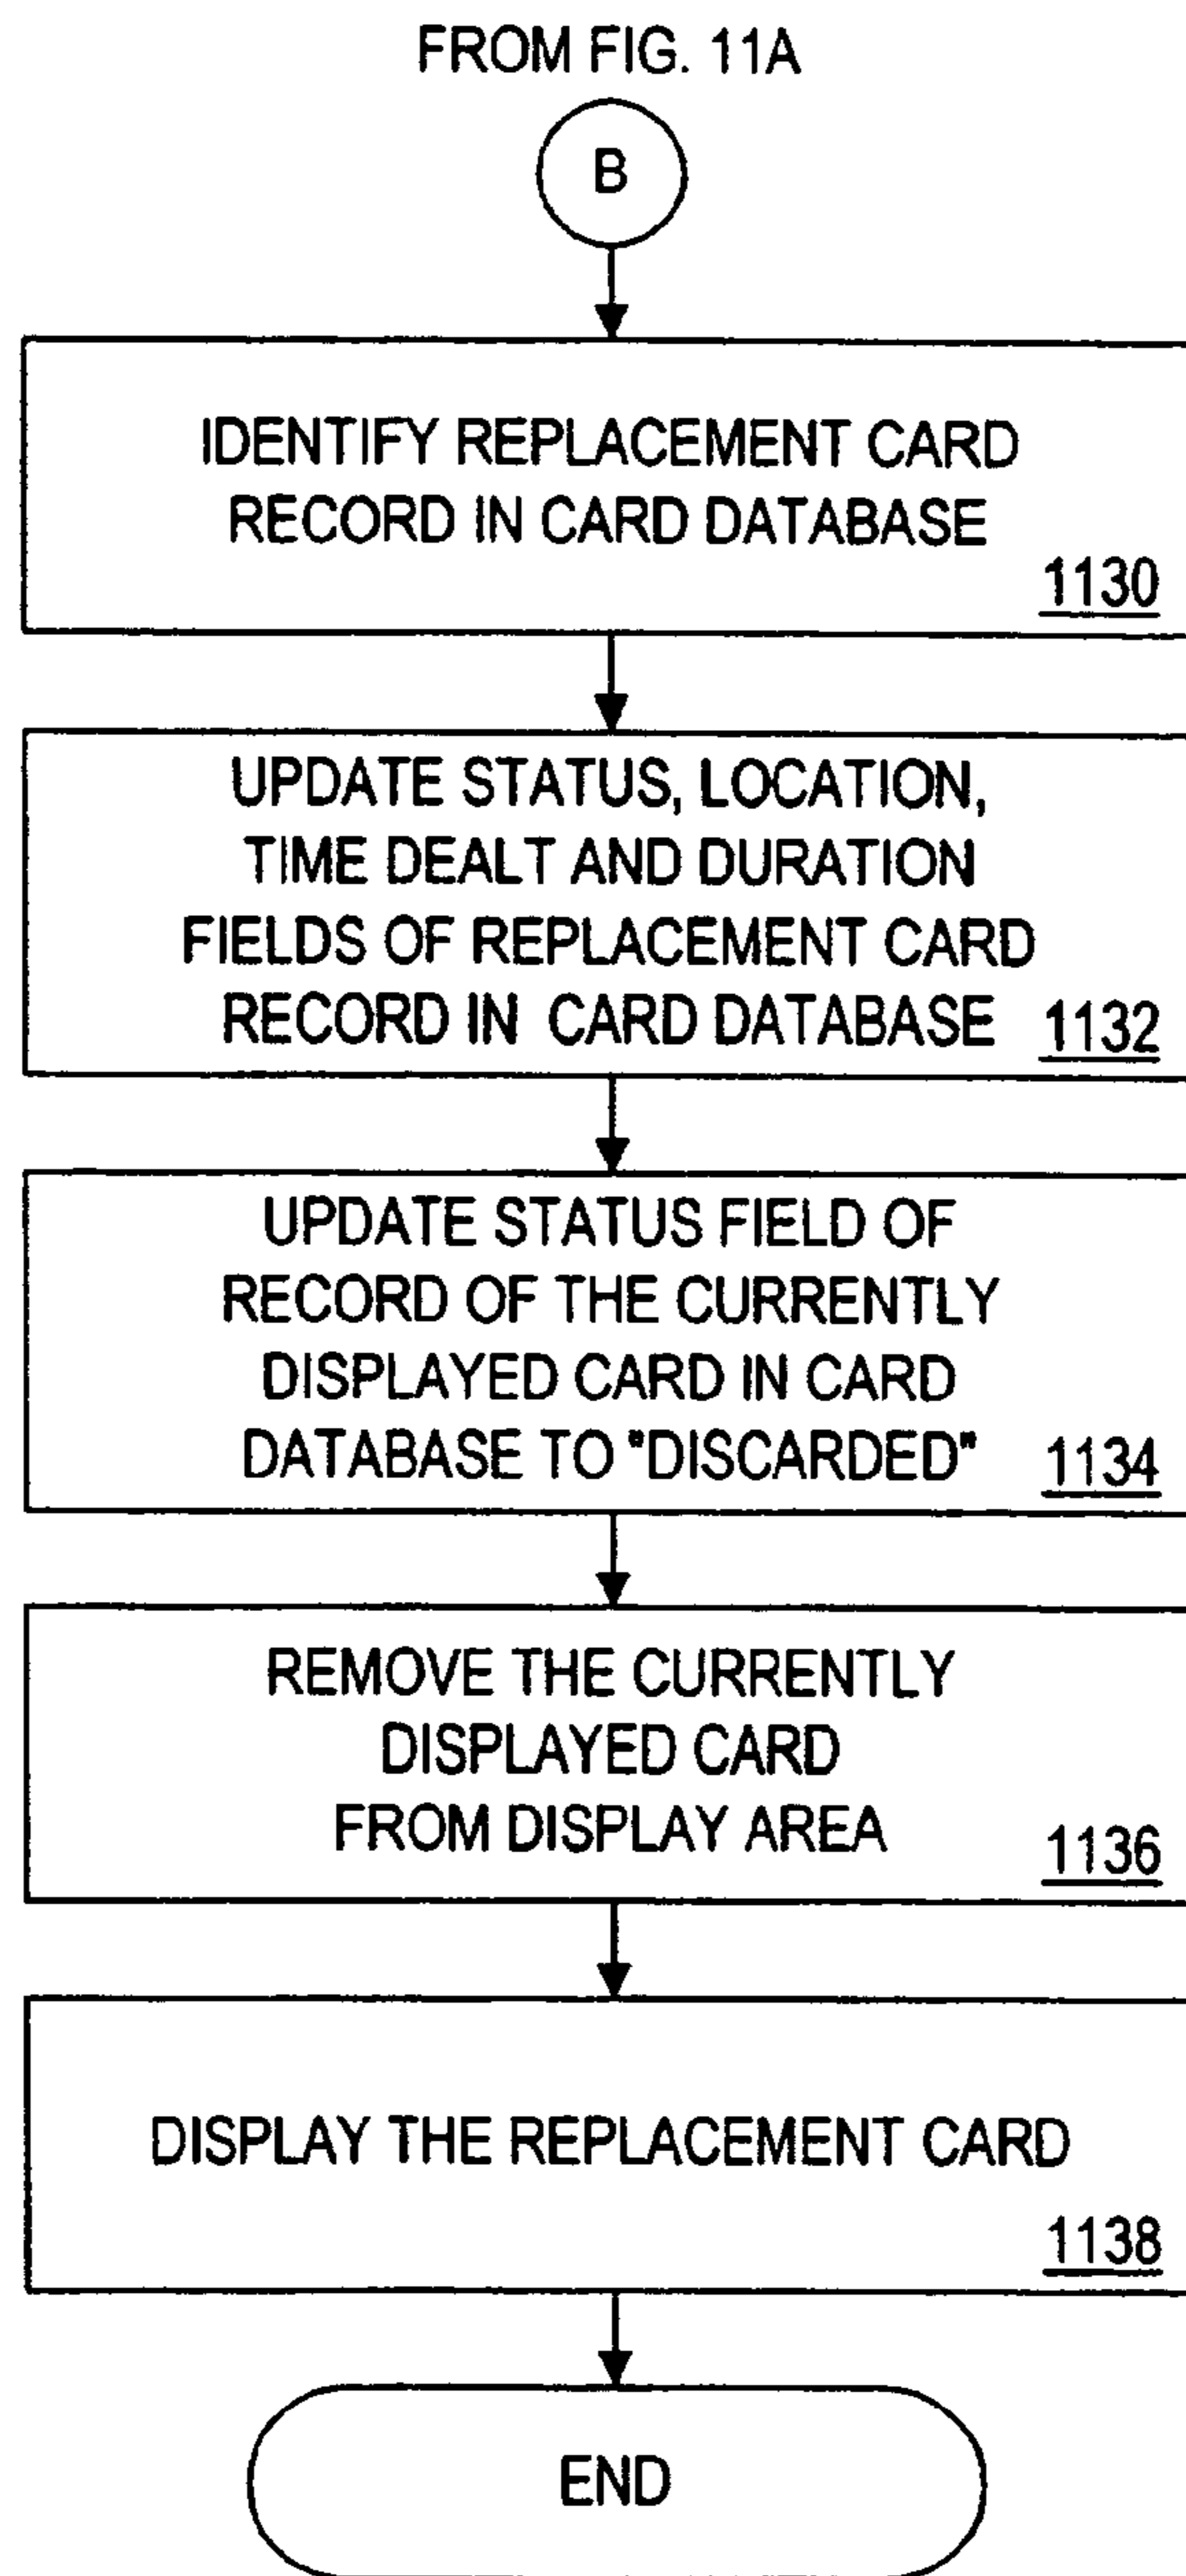 FROM FIG. 11A
B
IDENTIFY REPLACEMENT CARD
RECORD IN CARD DATABASE
1130
UPDATE STATUS, LOCATION,
TIME DEALT AND DURATION
FIELDS OF REPLACEMENT CARD
RECORD IN CARD DATABASE 1132
UPDATE STATUS FIELD OF
RECORD OF THE CURRENTLY
DISPLAYED CARD IN CARD
DATABASE TO "DISCARDED" 1134
REMOVE THE CURRENTLY
DISPLAYED CARD
FROM DISPLAY AREA
1136
DISPLAY THE REPLACEMENT CARD
1138
END